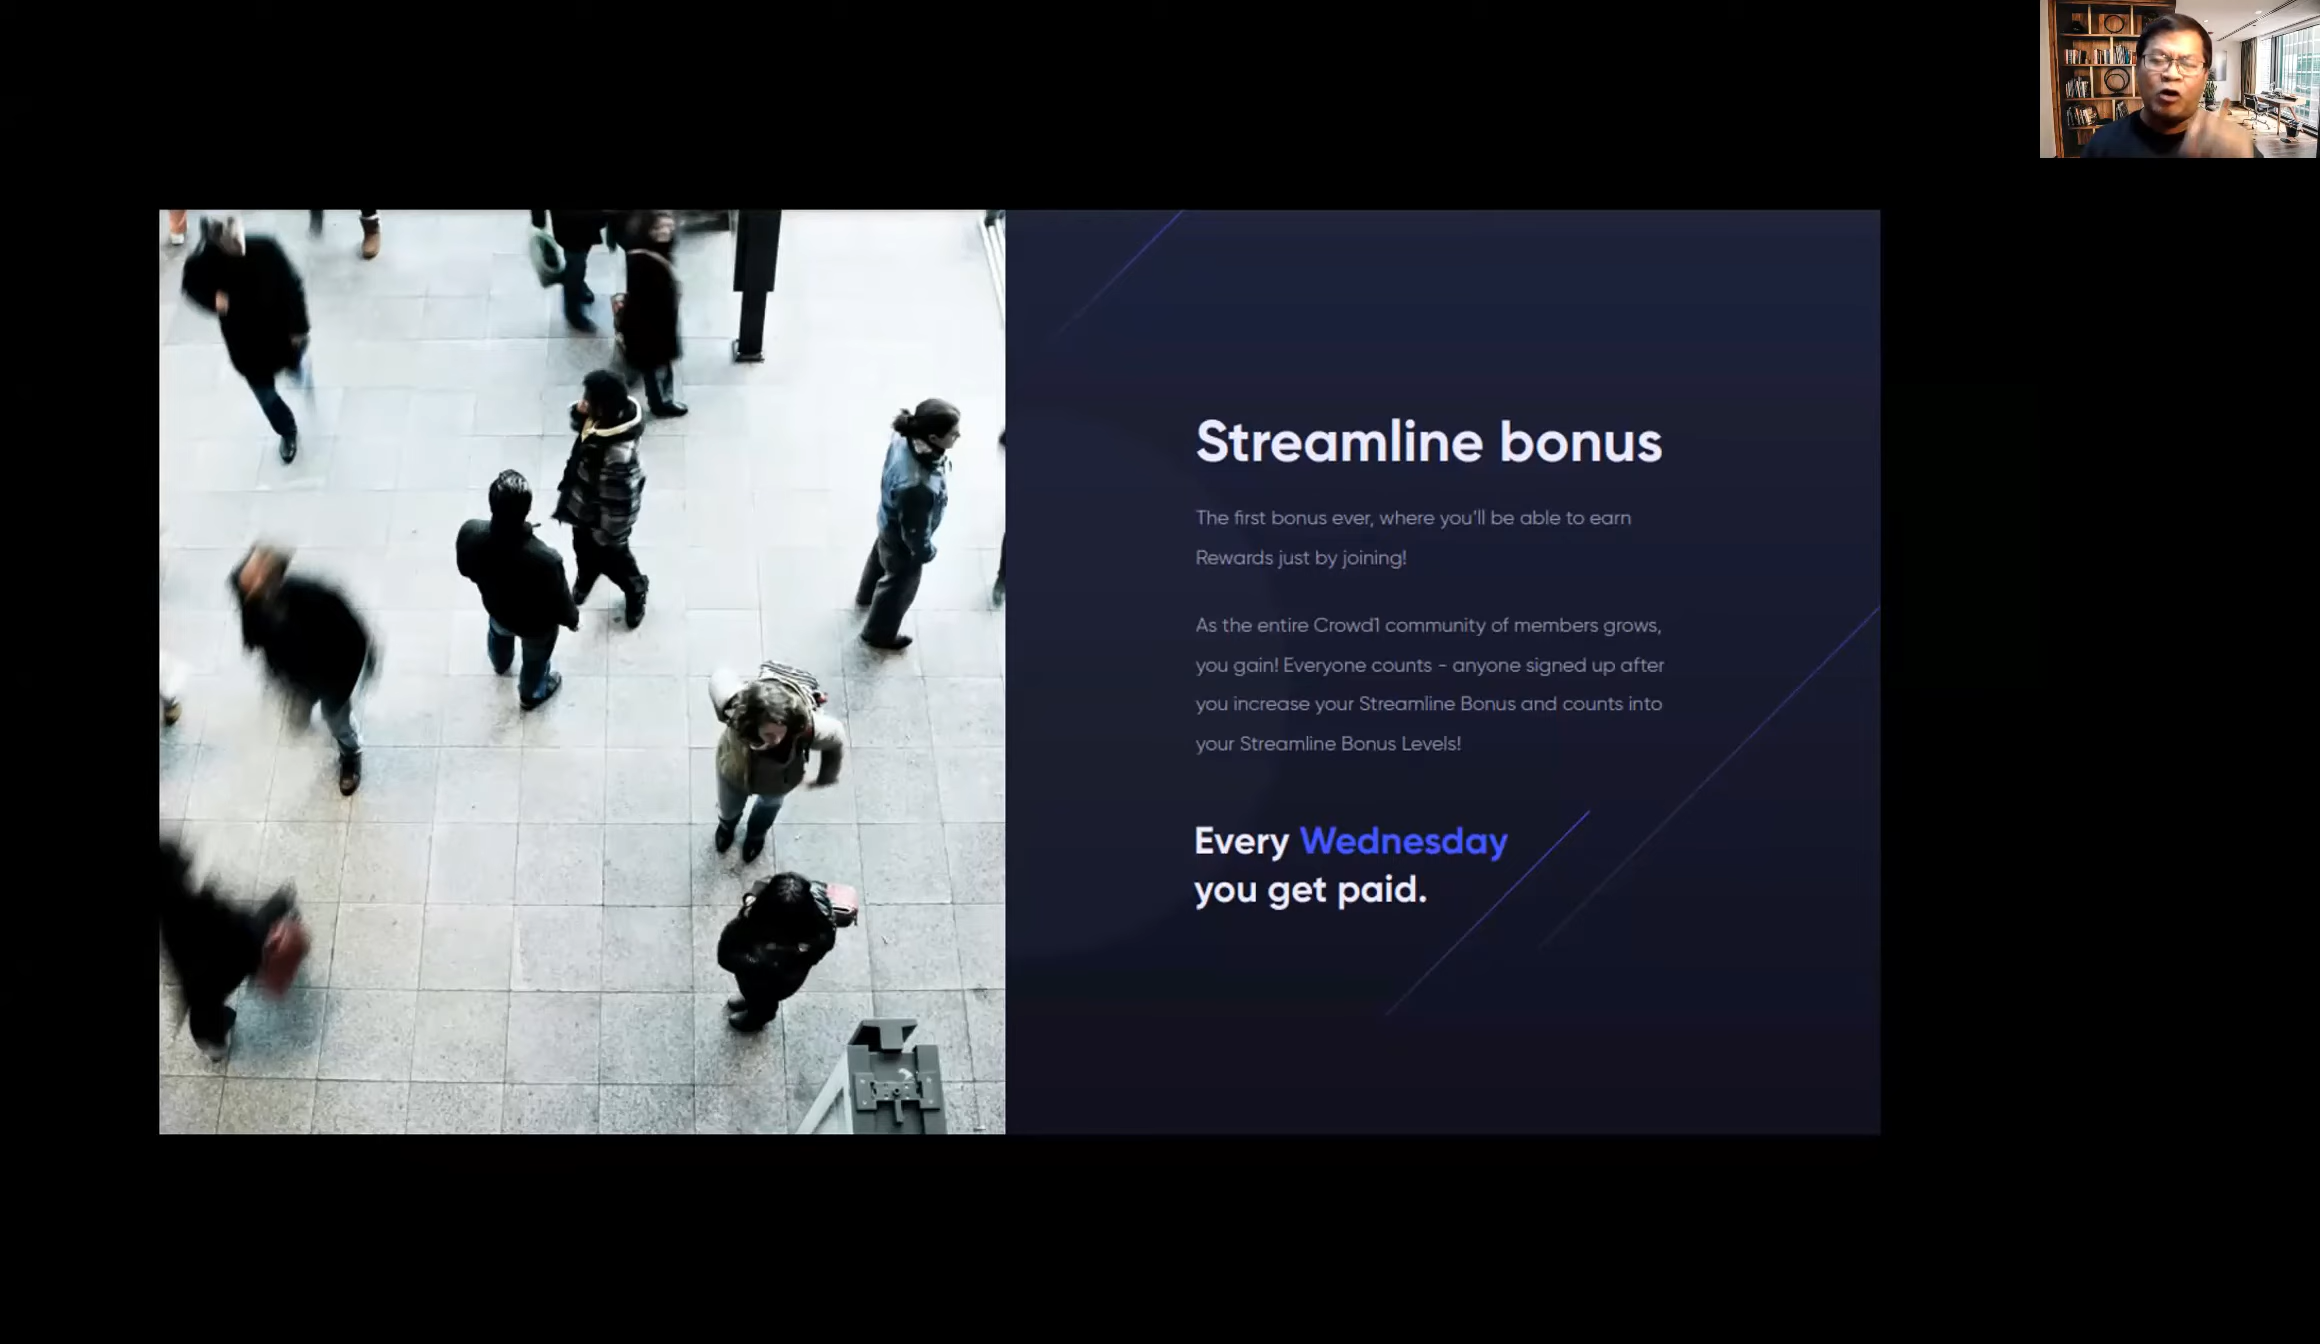 Streamline bonus
The first bonus ever, where you'll be able to earn
Rewards just by joining!
As the entire Crowd1 community of members grows,
you gain! Everyone counts - anyone signed up after
you increase your Streamline Bonus and counts into
your Streamline Bonus Levels!
Every Wednesday
you get paid.